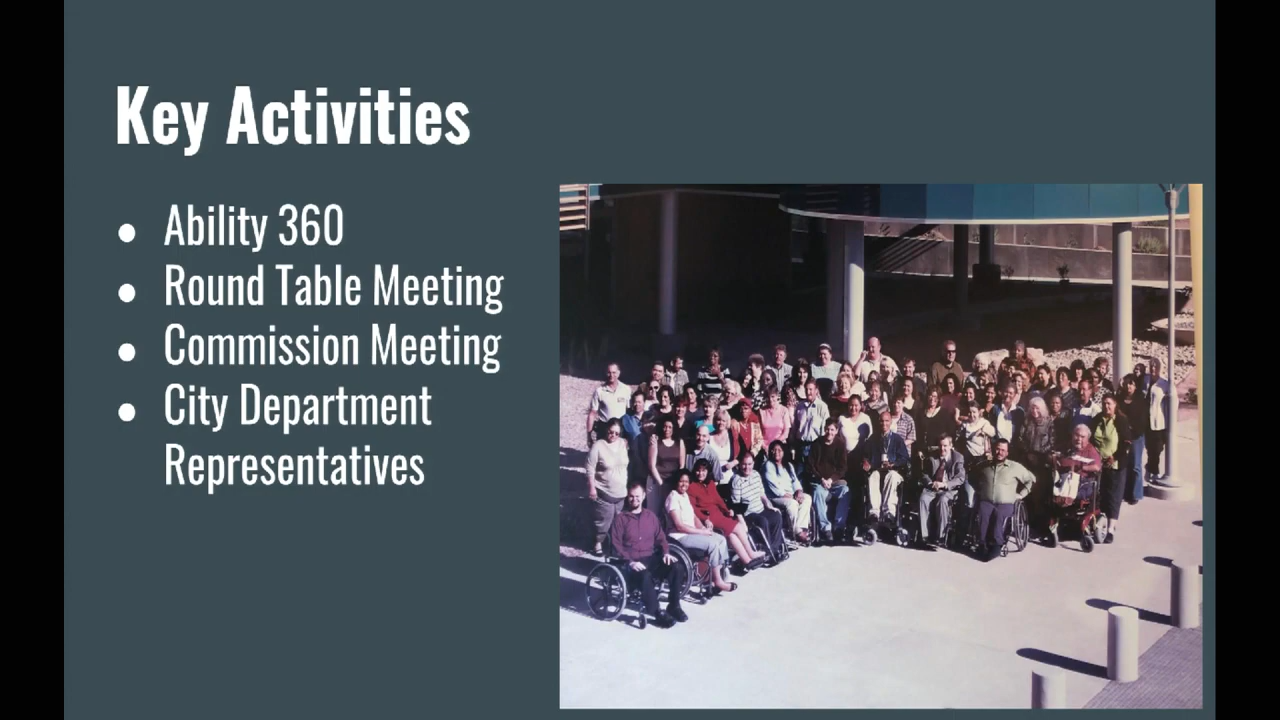 Key Activities
● Ability 360
● Round Table Meeting
● Commission Meeting
● City Department
Representatives